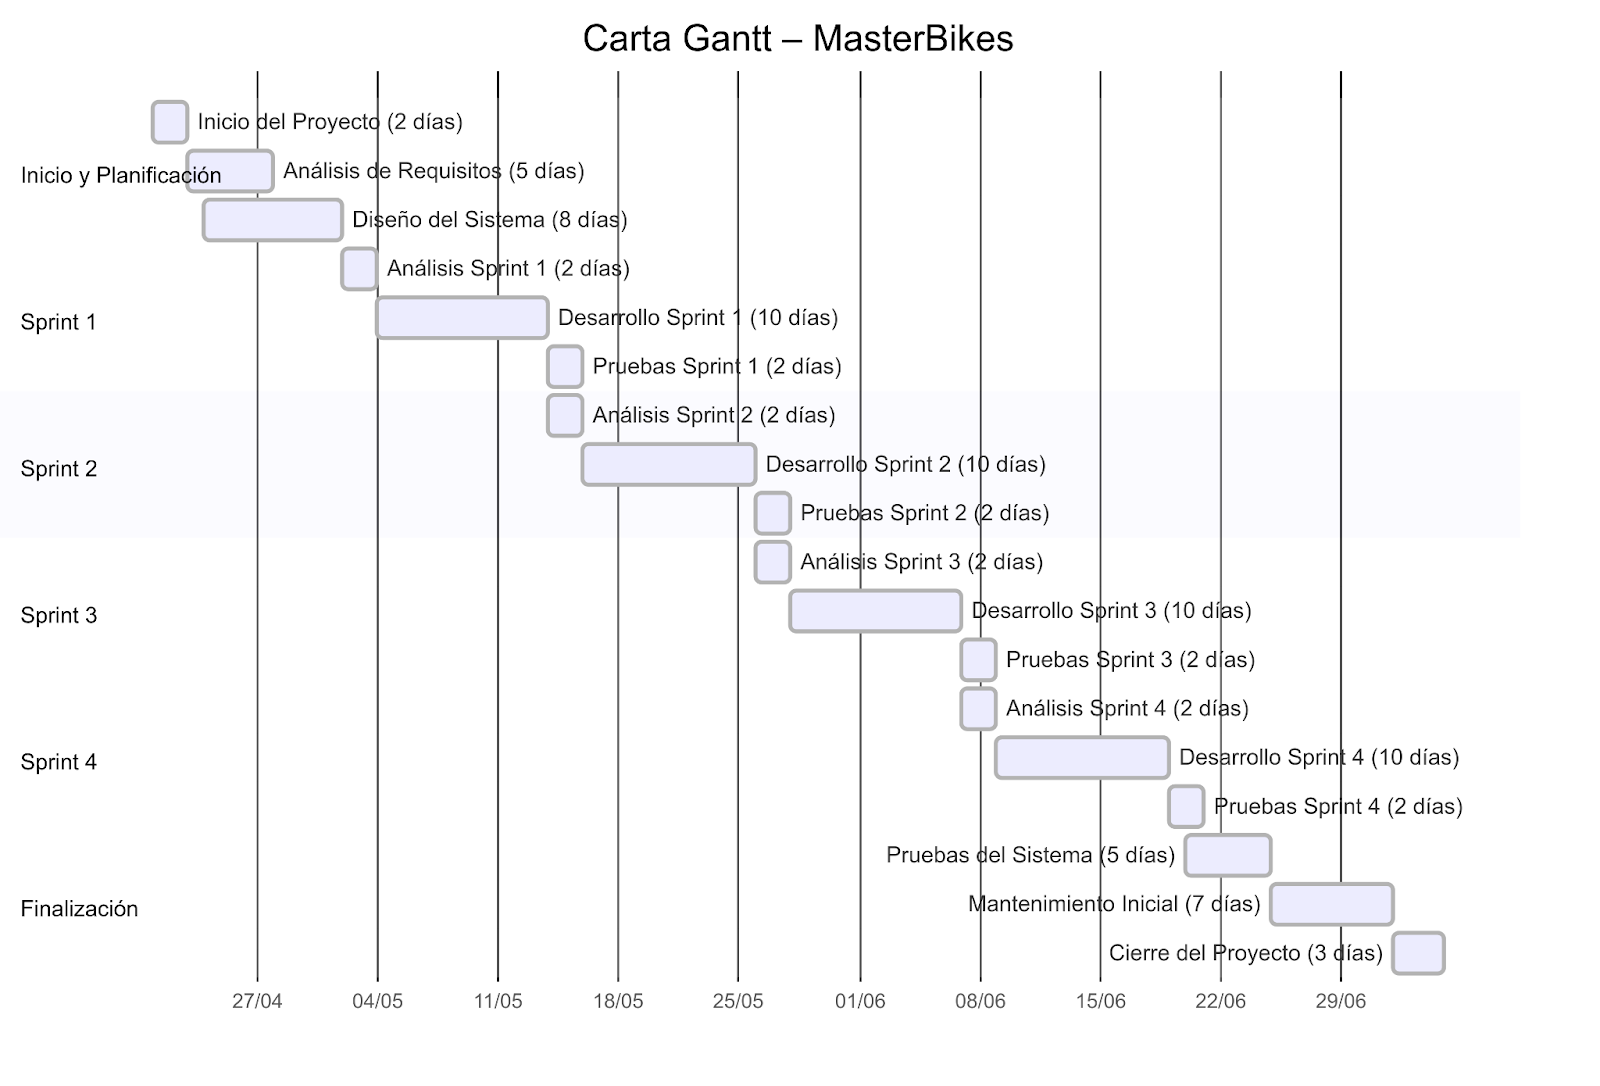 Carta Gantt – MasterBikes
Inicio del Proyecto (2 días)
Inicio y Planificación
Análisis de Requisitos (5 días)
Diseño del Sistema (8 días)
Análisis Sprint 1 (2 días)
Sprint 1
Desarrollo Sprint 1 (10 días)
Pruebas Sprint 1 (2 días)
Análisis Sprint 2 (2 días)
Sprint 2
Desarrollo Sprint 2 (10 días)
Pruebas Sprint 2 (2 días)
Análisis Sprint 3 (2 días)
Sprint 3
Desarrollo Sprint 3 (10 días)
Pruebas Sprint 3 (2 días)
Análisis Sprint 4 (2 días)
Sprint 4
Desarrollo Sprint 4 (10 días)
Pruebas Sprint 4 (2 días)
Pruebas del Sistema (5 días)
Finalización
Mantenimiento Inicial (7 días)
Cierre del Proyecto (3 días)
27/04 04/05 11/05 18/05 25/05 01/06 08/06 15/06 22/06 29/06